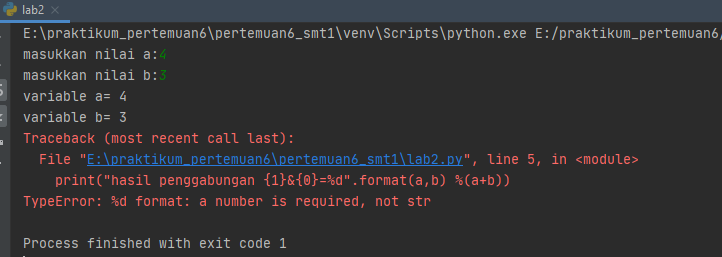 lab2
E:\praktikum_pertemuan6\pertemuan6_smt1\venv\Scripts\python.exe E:/praktikum_pertemuan6/
masukkan nilai a:4
masukkan nilai b:3
variable a= 4
variable b= 3
Traceback (most recent call last):
  File "E:\praktikum_pertemuan6\pertemuan6_smt1\lab2.py", line 5, in <module>
    print("hasil penggabungan {1}&{0}=%d".format(a,b) %(a+b))
TypeError: %d format: a number is required, not str
Process finished with exit code 1